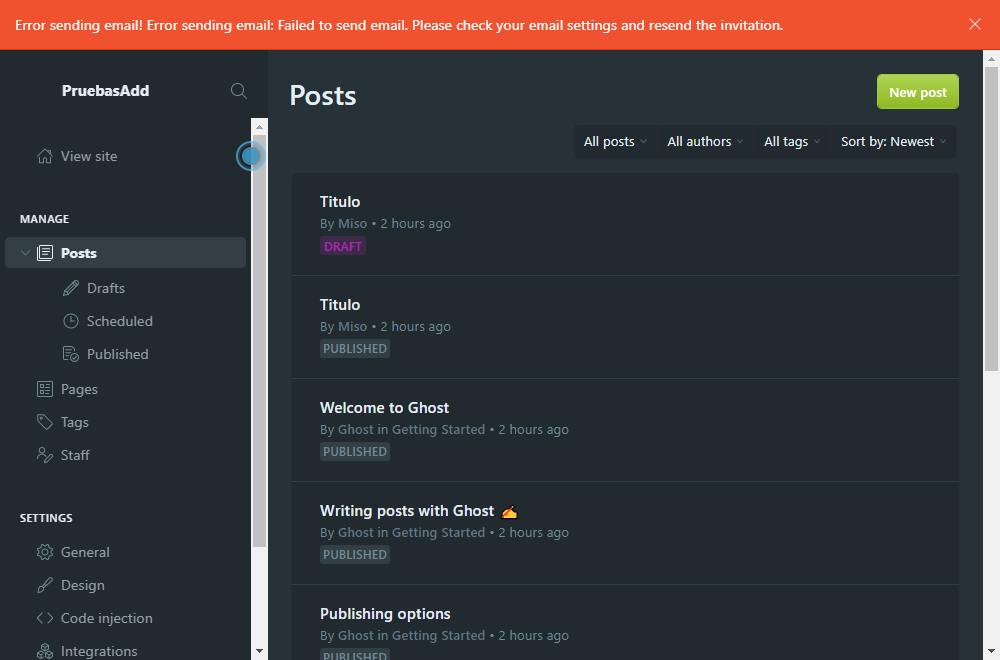 Error sending email! Error sending email: Failed to send email. Please check your email settings and resend the invitation.
PruebasAdd
View site
MANAGE
Posts
Drafts
Scheduled
Published
Pages
Tags
Staff
SETTINGS
General
Design
Code injection
Integrations
Posts
New post
All posts
All authors
All tags
Sort by: Newest
Titulo
By Miso • 2 hours ago
DRAFT
Titulo
By Miso • 2 hours ago
PUBLISHED
Welcome to Ghost
By Ghost in Getting Started • 2 hours ago
PUBLISHED
Writing posts with Ghost ✍️
By Ghost in Getting Started • 2 hours ago
PUBLISHED
Publishing options
By Ghost in Getting Started • 2 hours ago
PUBLISHED